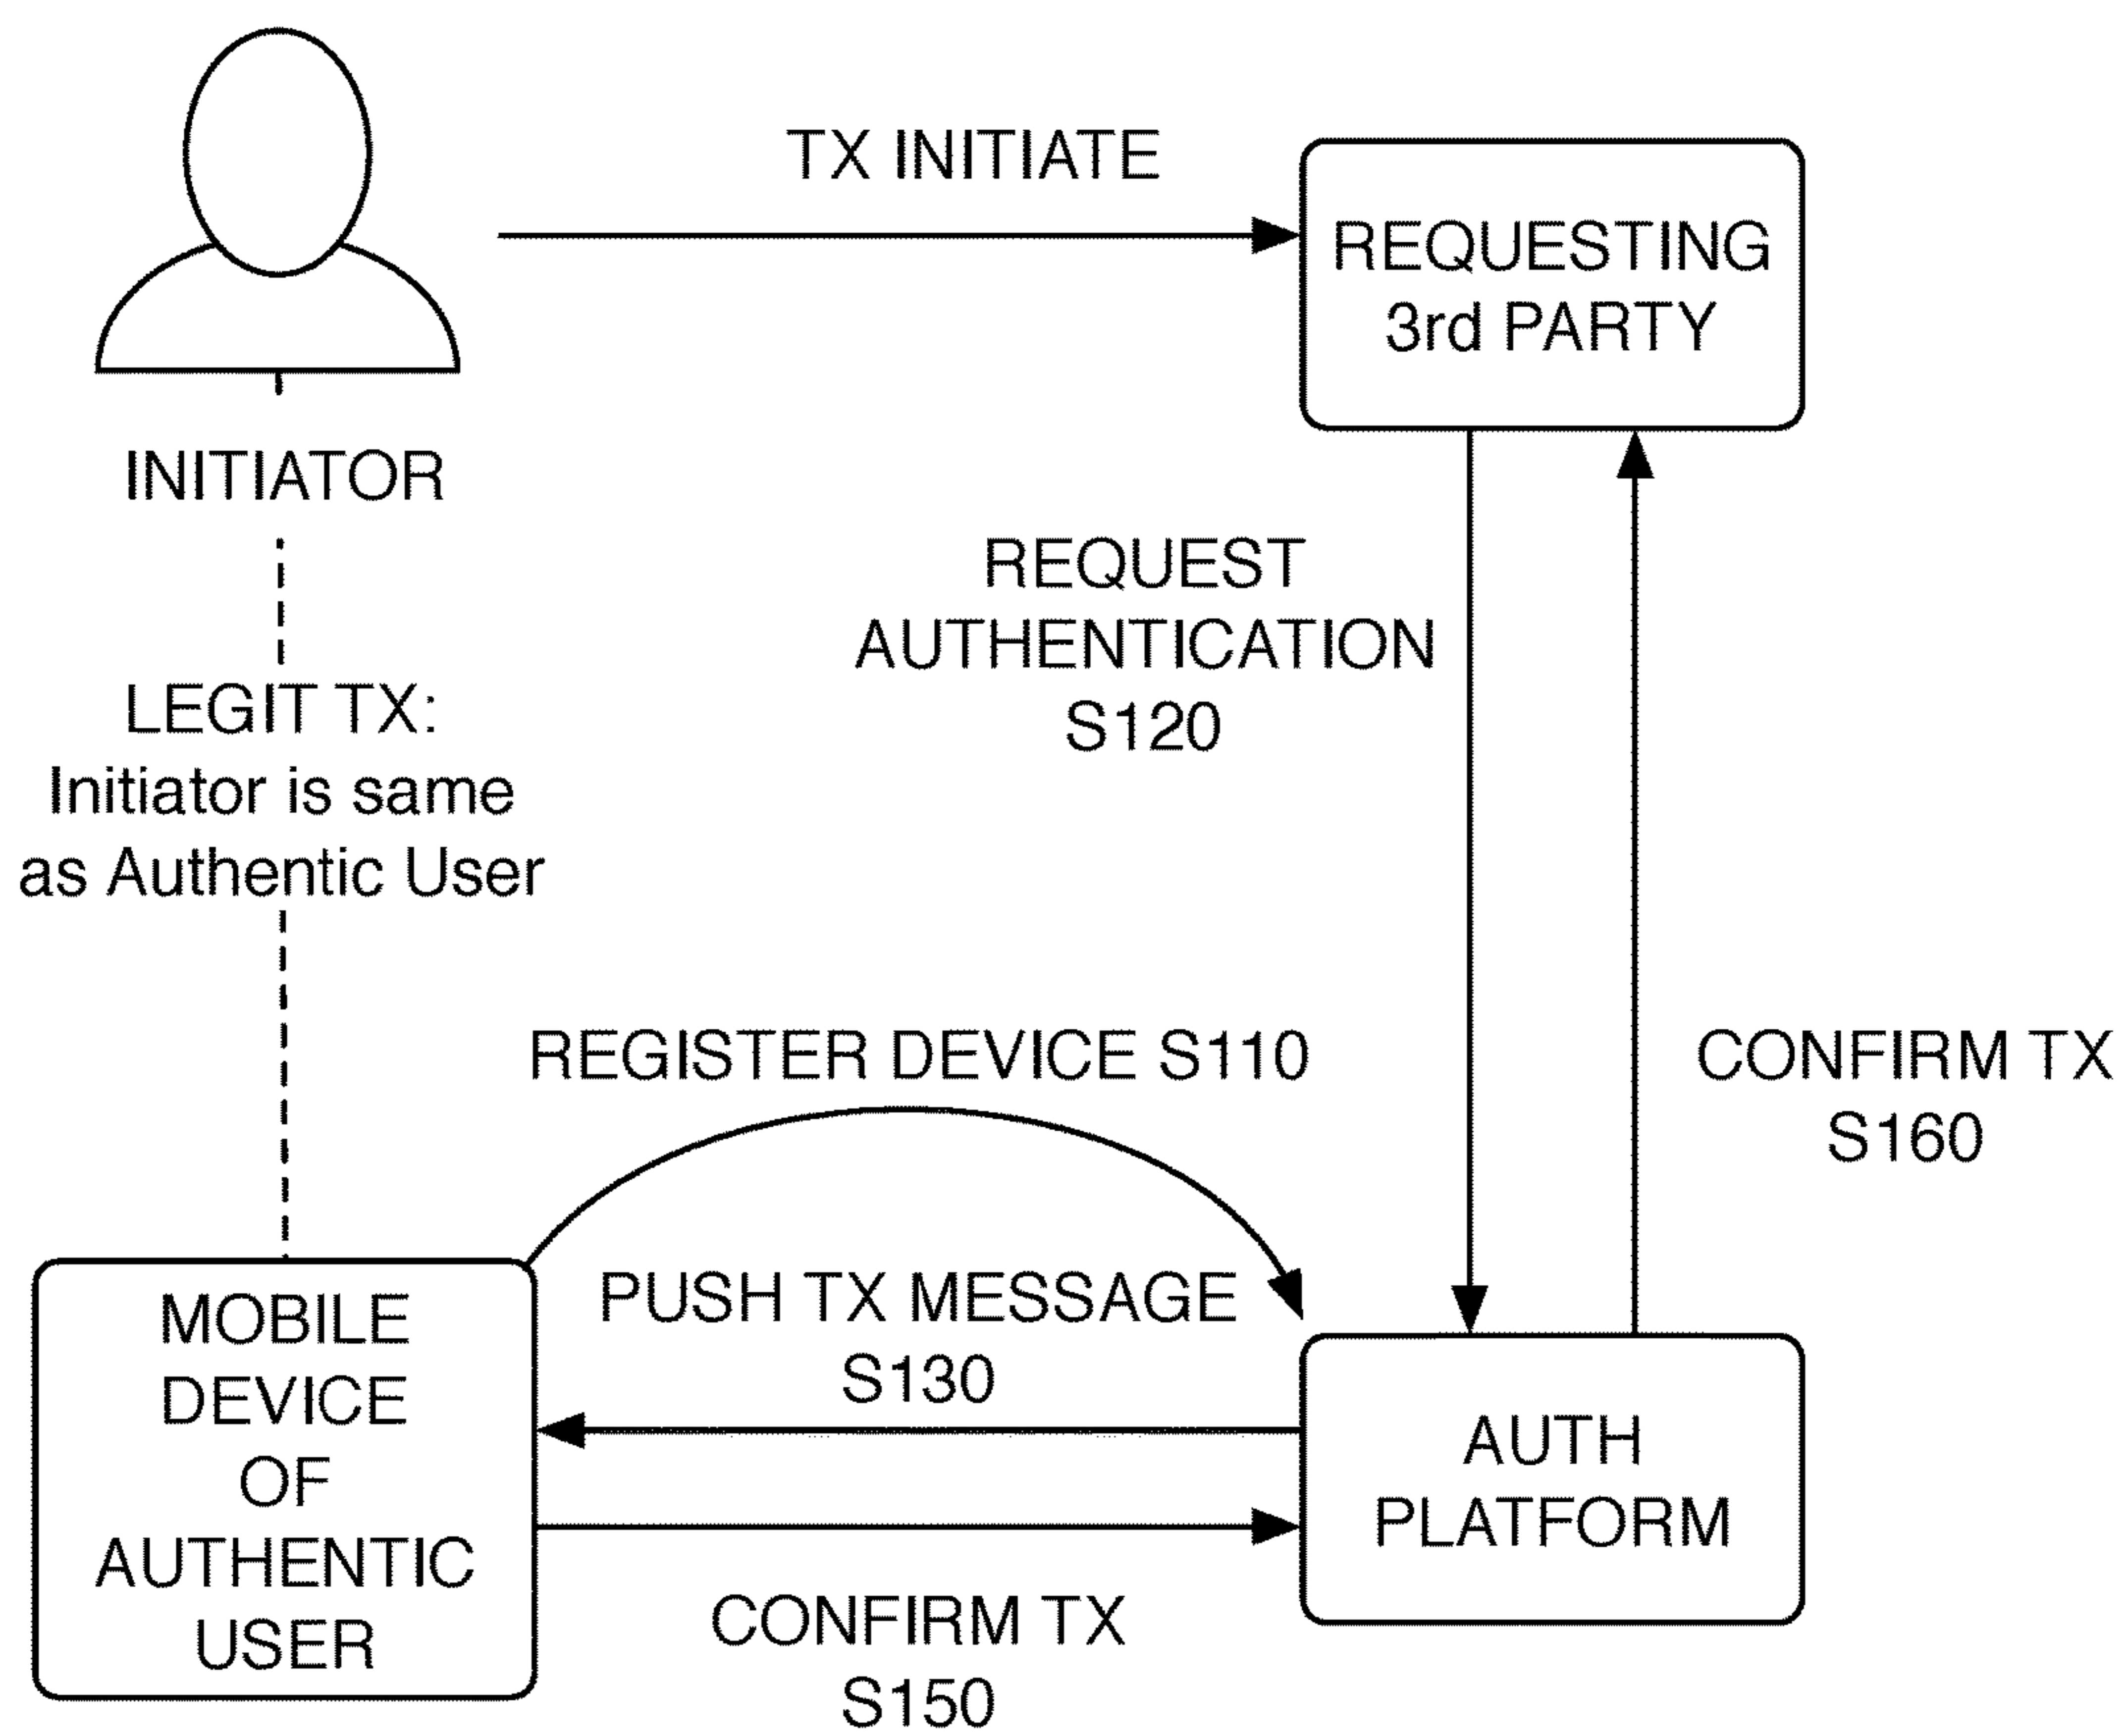 TX INITIATE
REQUESTING
3rd PARTY
INITIATOR
REQUEST
AUTHENTICATION
S120
LEGIT TX:
Initiator is same
as Authentic User
REGISTER DEVICE S110
CONFIRM TX
S160
PUSH TX MESSAGE
S130
MOBILE
DEVICE
OF
AUTHENTIC
USER
AUTH
PLATFORM
CONFIRM TX
S150